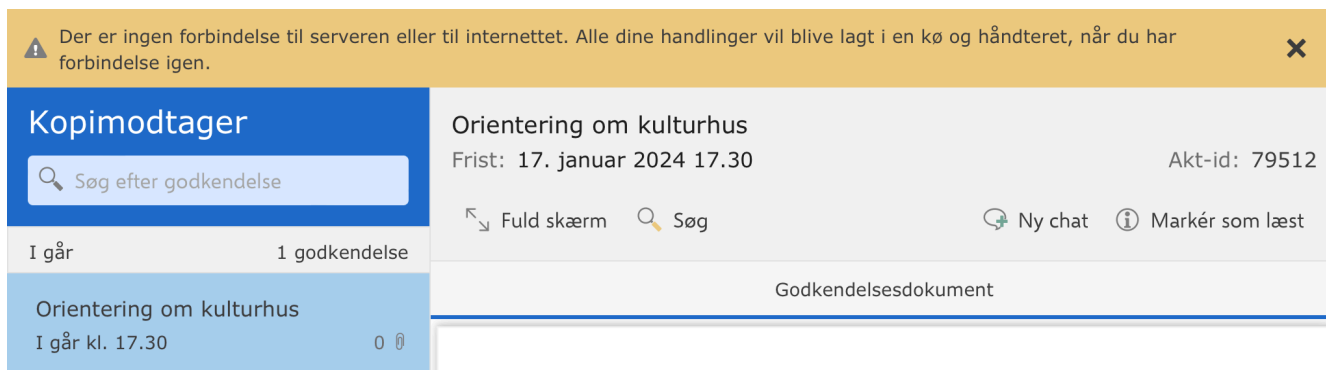 Der er ingen forbindelse til serveren eller til internettet. Alle dine handlinger vil blive lagt i en kø og håndteret, når du har
forbindelse igen.
Kopimodtager
Søg efter godkendelse
I går 1 godkendelse
Orientering om kulturhus
I går kl. 17.30 0
Orientering om kulturhus
Frist: 17. januar 2024 17.30 Akt-id: 79512
Fuld skærm Søg Ny chat Markér som læst
Godkendelsesdokument